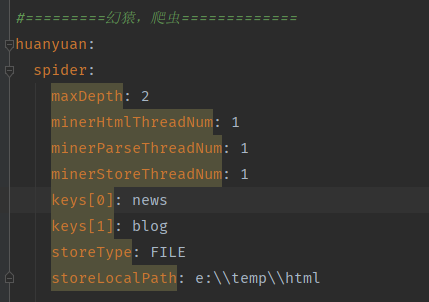 #=========幻猿，爬虫=============
huanyuan:
  spider:
    maxDepth: 2
    minerHtmlThreadNum: 1
    minerParseThreadNum: 1
    minerStoreThreadNum: 1
    keys[0]: news
    keys[1]: blog
    storeType: FILE
    storeLocalPath: e:\\temp\\html